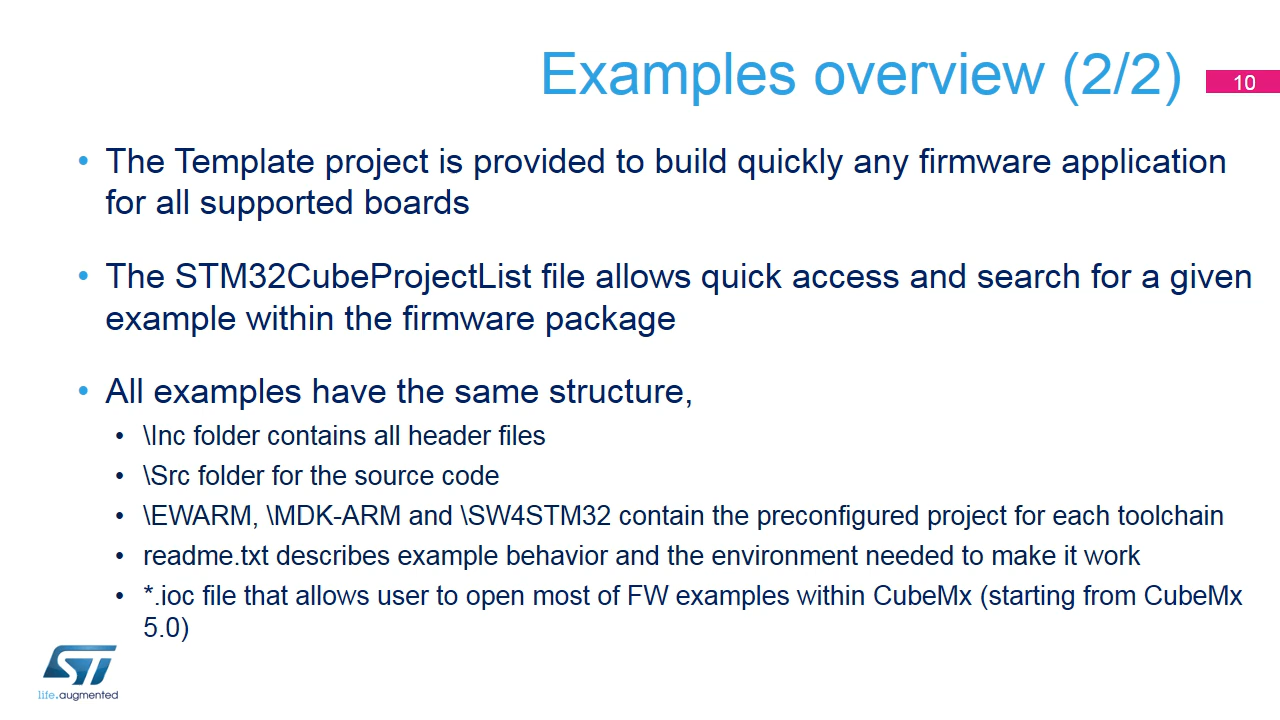 Examples overview (2/2)
10
• The Template project is provided to build quickly any firmware application
for all supported boards
• The STM32CubeProjectList file allows quick access and search for a given
example within the firmware package
• All examples have the same structure,
• \Inc folder contains all header files
• \Src folder for the source code
• \EWARM, \MDK-ARM and \SW4STM32 contain the preconfigured project for each toolchain
• readme.txt describes example behavior and the environment needed to make it work
• *.ioc file that allows user to open most of FW examples within CubeMx (starting from CubeMx
5.0)
ST
life.augmented